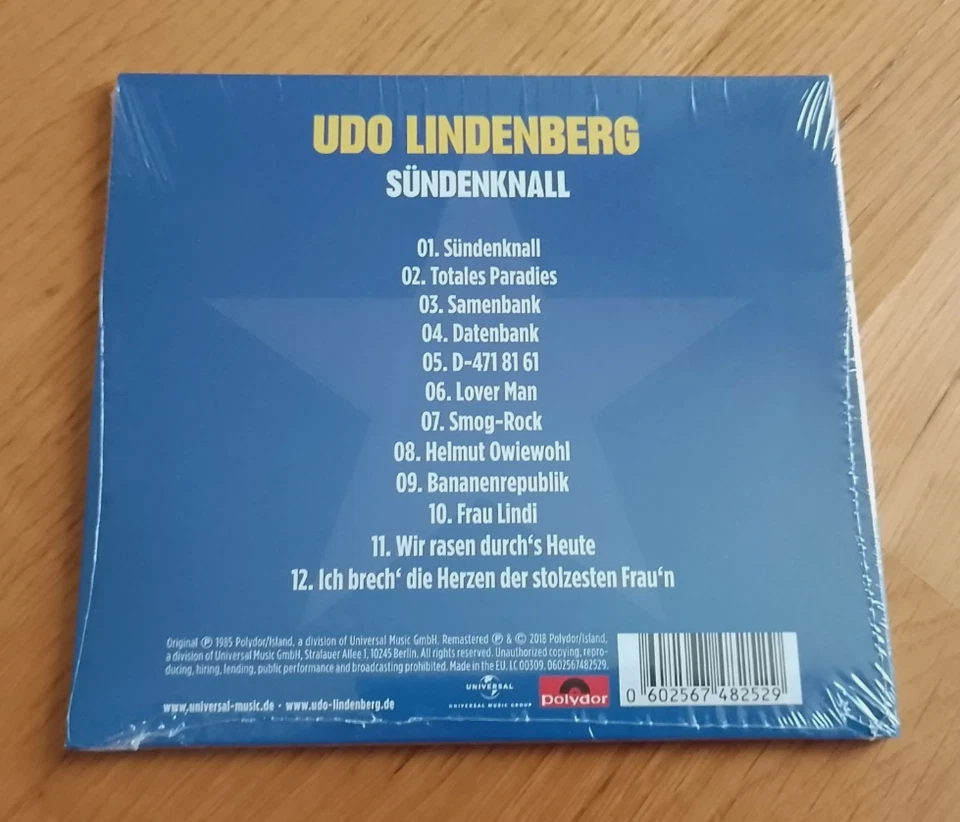 UDO LINDENBERG
SÜNDENKNALL
01. Sündenknall
02. Totales Paradies
03. Samenbank
04. Datenbank
05. D-471 81 61
06. Lover Man
07. Smog-Rock
08. Helmut Owiewohl
09. Bananenrepublik
10. Frau Lindi
11. Wir rasen durch‘s Heute
12. Ich brech‘ die Herzen der stolzesten Frau‘n
Original ℗ 1985 Polydor/Island, a division of Universal Music GmbH. Remastered ℗ & © 2018 Polydor/Island,
a division of Universal Music GmbH, Stralauer Allee 1, 10245 Berlin. Unauthorized copying, repro-
ducing, hiring, lending, public performance and broadcasting prohibited. Made in the EU. LC 00309. 0602567482529.
www.universal-music.de · www.udo-lindenberg.de
UNIVERSAL
UNIVERSAL MUSIC GROUP
polydor
0 602567 482529